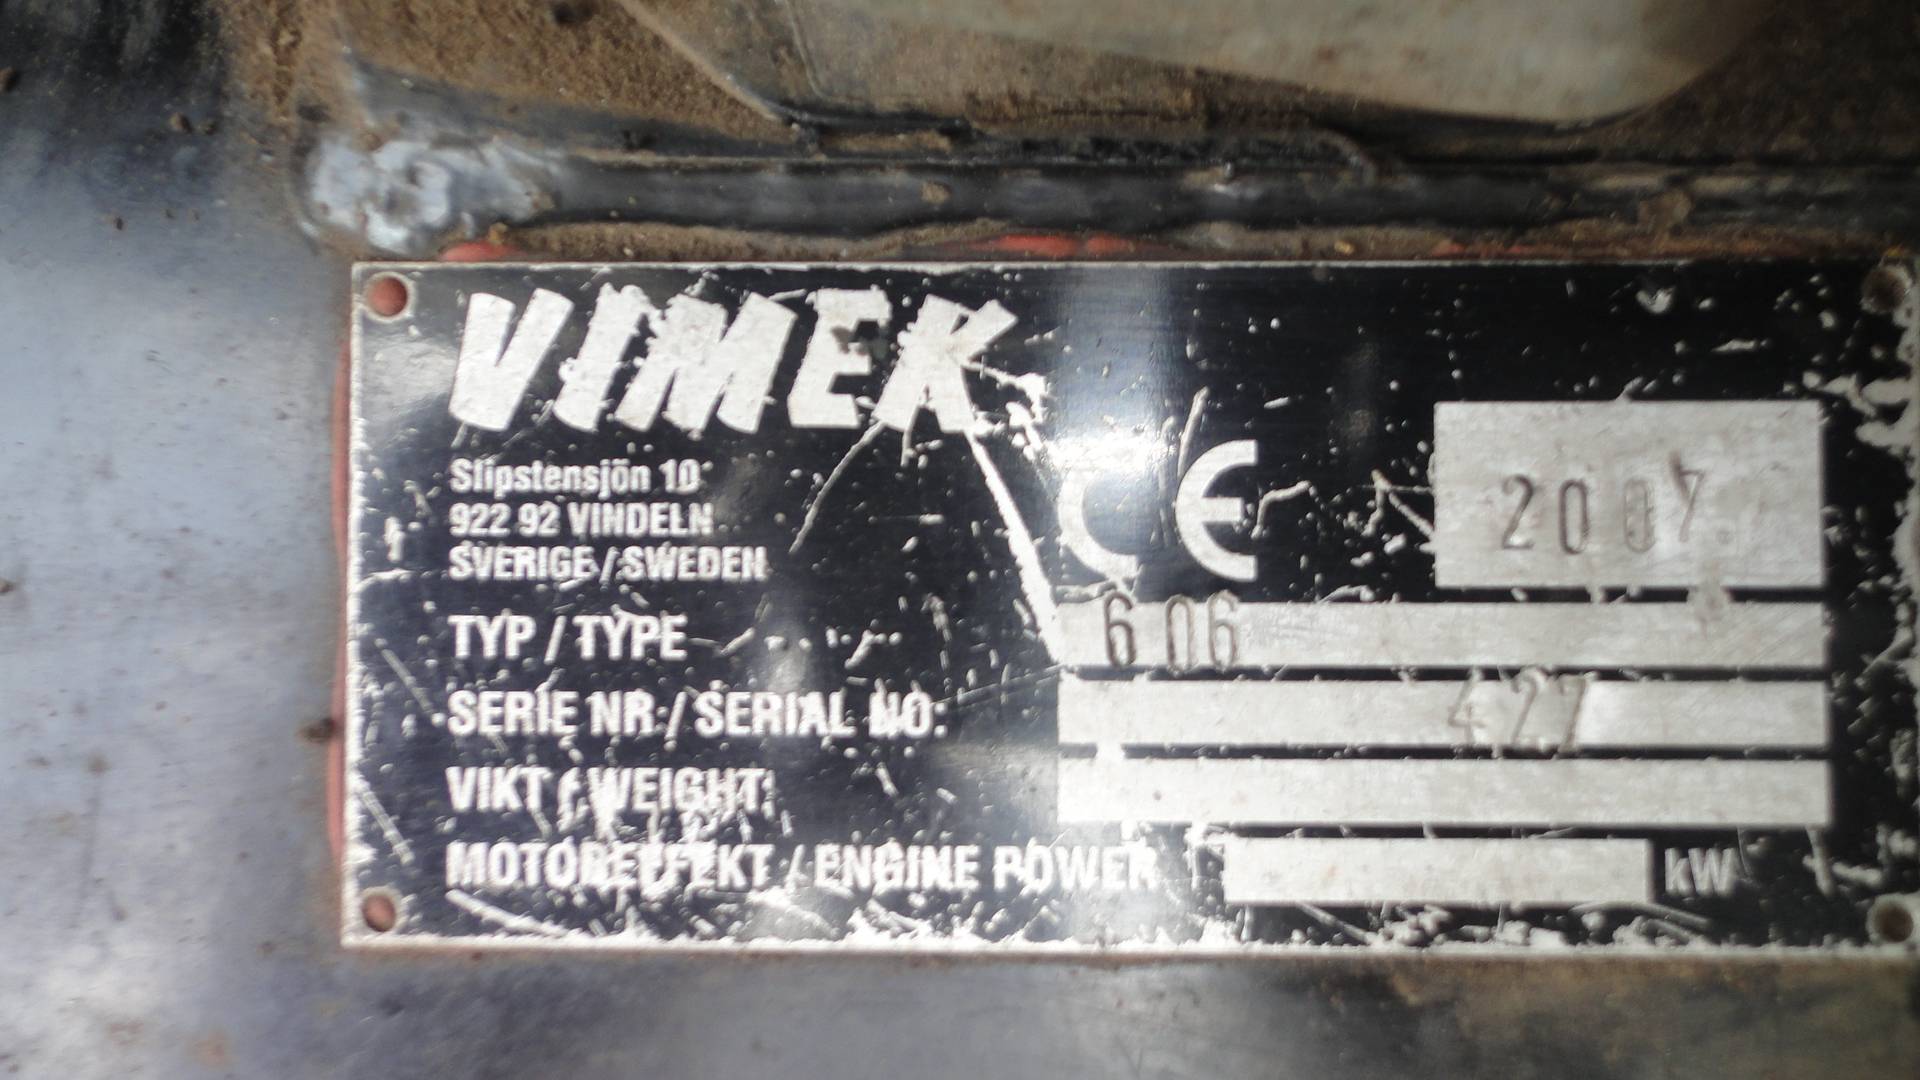 VIMEK
Slipstensjön 10
922 92 VINDELN
SVERIGE / SWEDEN
CE
2007
TYP / TYPE 606
SERIE NR / SERIAL NO: 427
VIKT / WEIGHT:
MOTOREFFEKT / ENGINE POWER kW